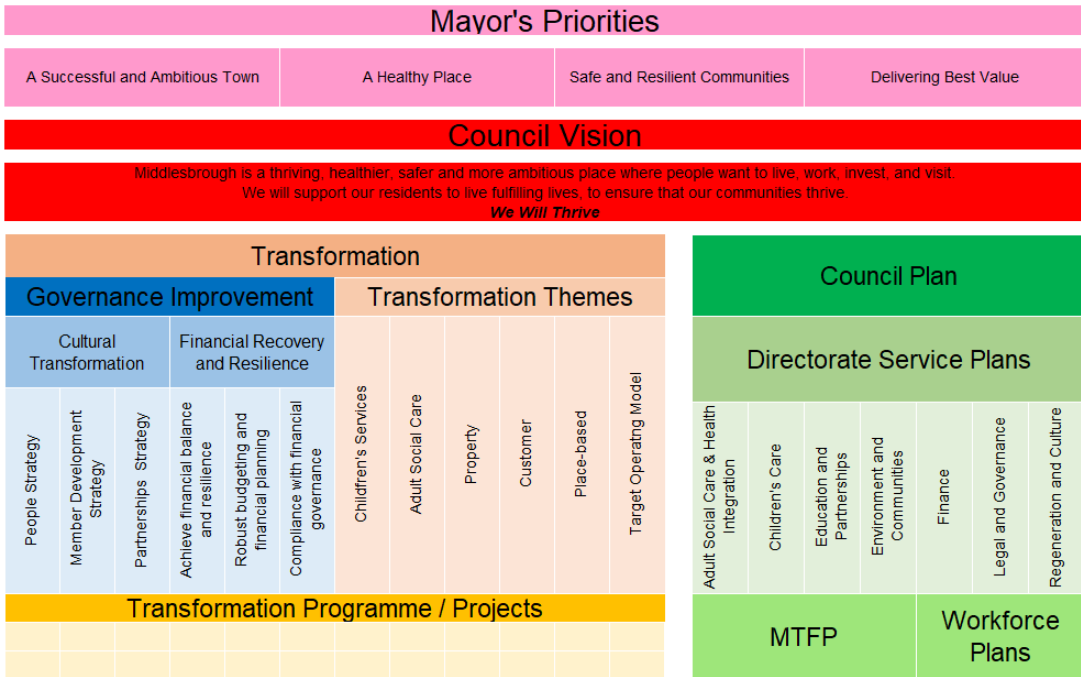 Mayor's Priorities
A Successful and Ambitious Town
A Healthy Place
Safe and Resilient Communities
Delivering Best Value
Council Vision
Middlesbrough is a thriving, healthier, safer and more ambitious place where people want to live, work, invest, and visit.
We will support our residents to live fulfilling lives, to ensure that our communities thrive.
We Will Thrive
Transformation
Governance Improvement
Transformation Themes
Cultural
Transformation
Financial Recovery
and Resilience
People Strategy
Member Development
Strategy
Partnerships Strategy
Achieve financial balance
and resilience
Robust budgeting and
financial planning
Compliance with financial
governance
Childfren's Services
Adult Social Care
Property
Customer
Place-based
Target Operatng Model
Transformation Programme / Projects
Council Plan
Directorate Service Plans
Adult Social Care & Health
Integration
Children's Care
Education and
Partnerships
Environment and
Communities
Finance
Legal and Governance
Regeneration and Culture
MTFP
Workforce
Plans